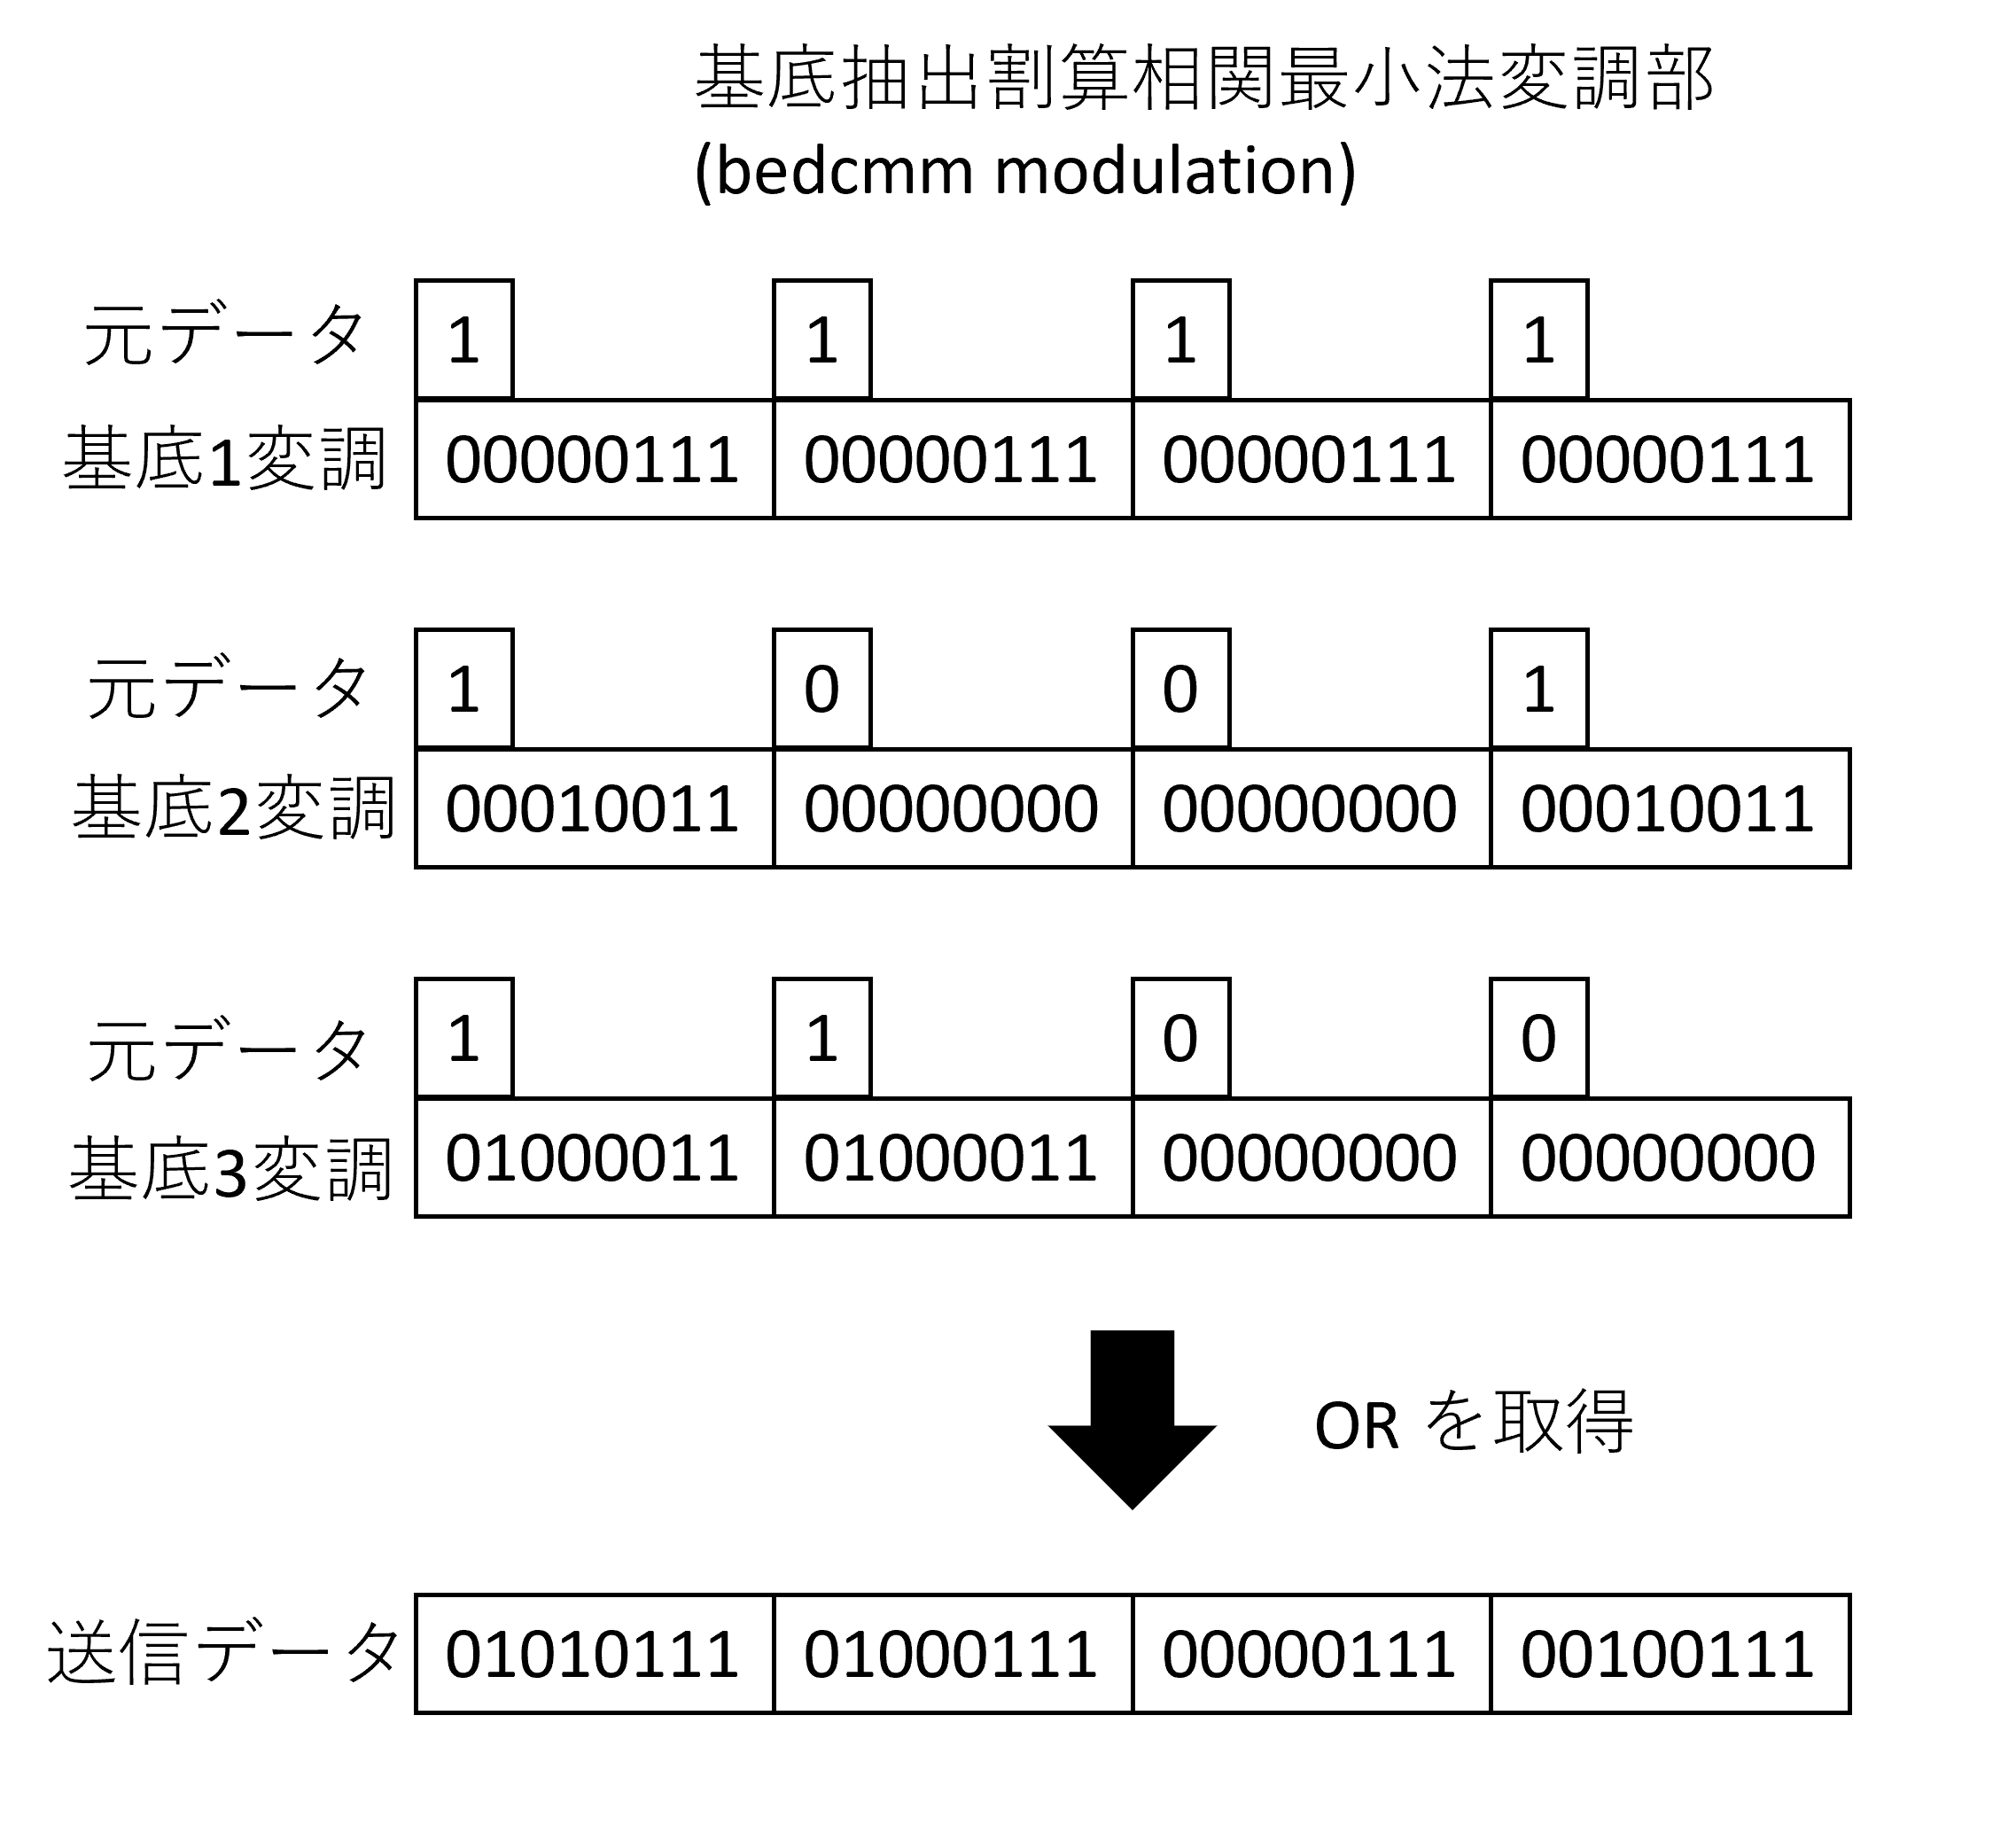 基底抽出割算相関最小法変調部
(bedcmm modulation)
元データ 1 1 1 1
基底1変調 00000111 00000111 00000111 00000111
元データ 1 0 0 1
基底2変調 00010011 00000000 00000000 00010011
元データ 1 1 0 0
基底3変調 01000011 01000011 00000000 00000000
OR を取得
送信データ 01010111 01000111 00000111 00100111